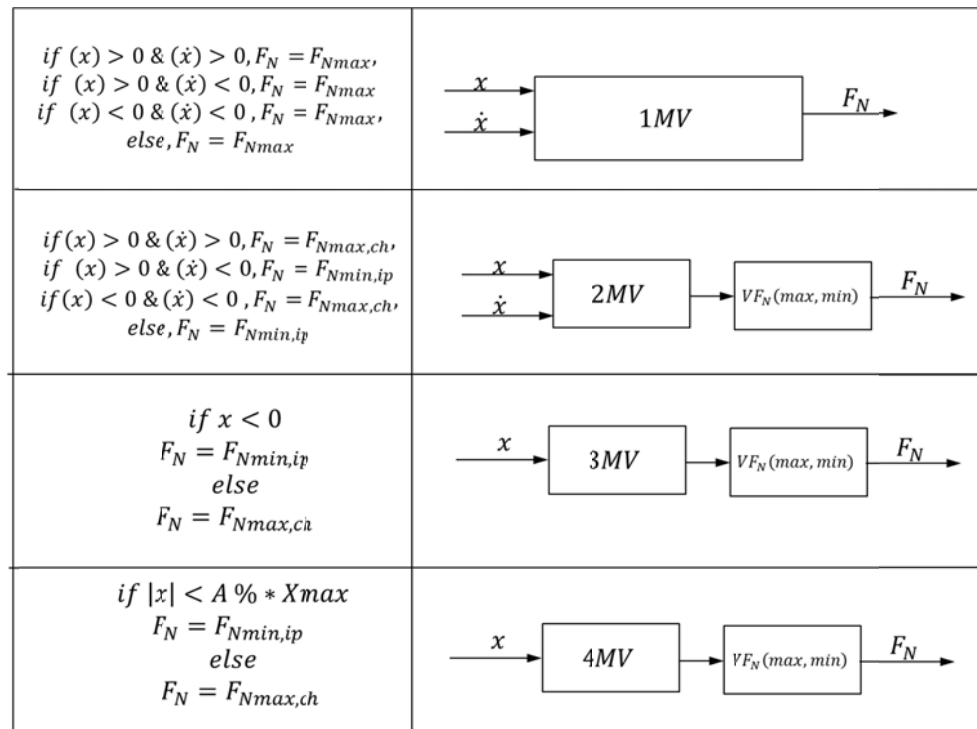 if (x) > 0 & (ẋ) > 0, F_N = F_Nmax,
if (x) > 0 & (ẋ) < 0, F_N = F_Nmax
if (x) < 0 & (ẋ) < 0 , F_N = F_Nmax,
else, F_N = F_Nmax
x
ẋ
1MV
F_N
if(x) > 0 & (ẋ) > 0, F_N = F_Nmax,ch,
if (x) > 0 & (ẋ) < 0, F_N = F_Nmin,ip
if(x) < 0 & (ẋ) < 0 , F_N = F_Nmax,ch,
else, F_N = F_Nmin,ip
x
ẋ
2MV
VF_N(max, min)
F_N
if x < 0
F_N = F_Nmin,ip
else
F_N = F_Nmax,ch
x
3MV
VF_N(max, min)
F_N
if |x| < A % * Xmax
F_N = F_Nmin,ip
else
F_N = F_Nmax,ch
x
4MV
VF_N(max, min)
F_N